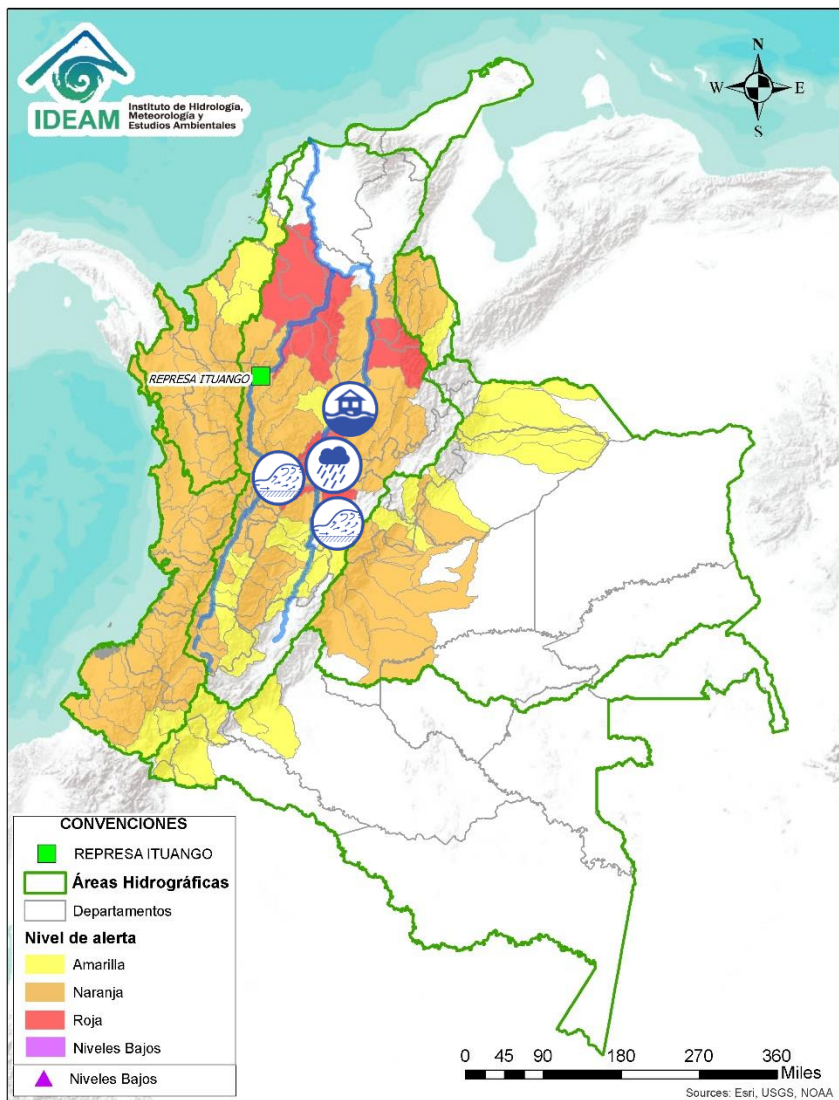 IDEAM
Instituto de Hidrología,
Meteorología y
Estudios Ambientales
N
W
E
S
REPRESA ITUANGO
CONVENCIONES
REPRESA ITUANGO
Áreas Hidrográficas
Departamentos
Nivel de alerta
Amarilla
Naranja
Roja
Niveles Bajos
Niveles Bajos
0 45 90 180 270 360
Miles
Sources: Esri, USGS, NOAA